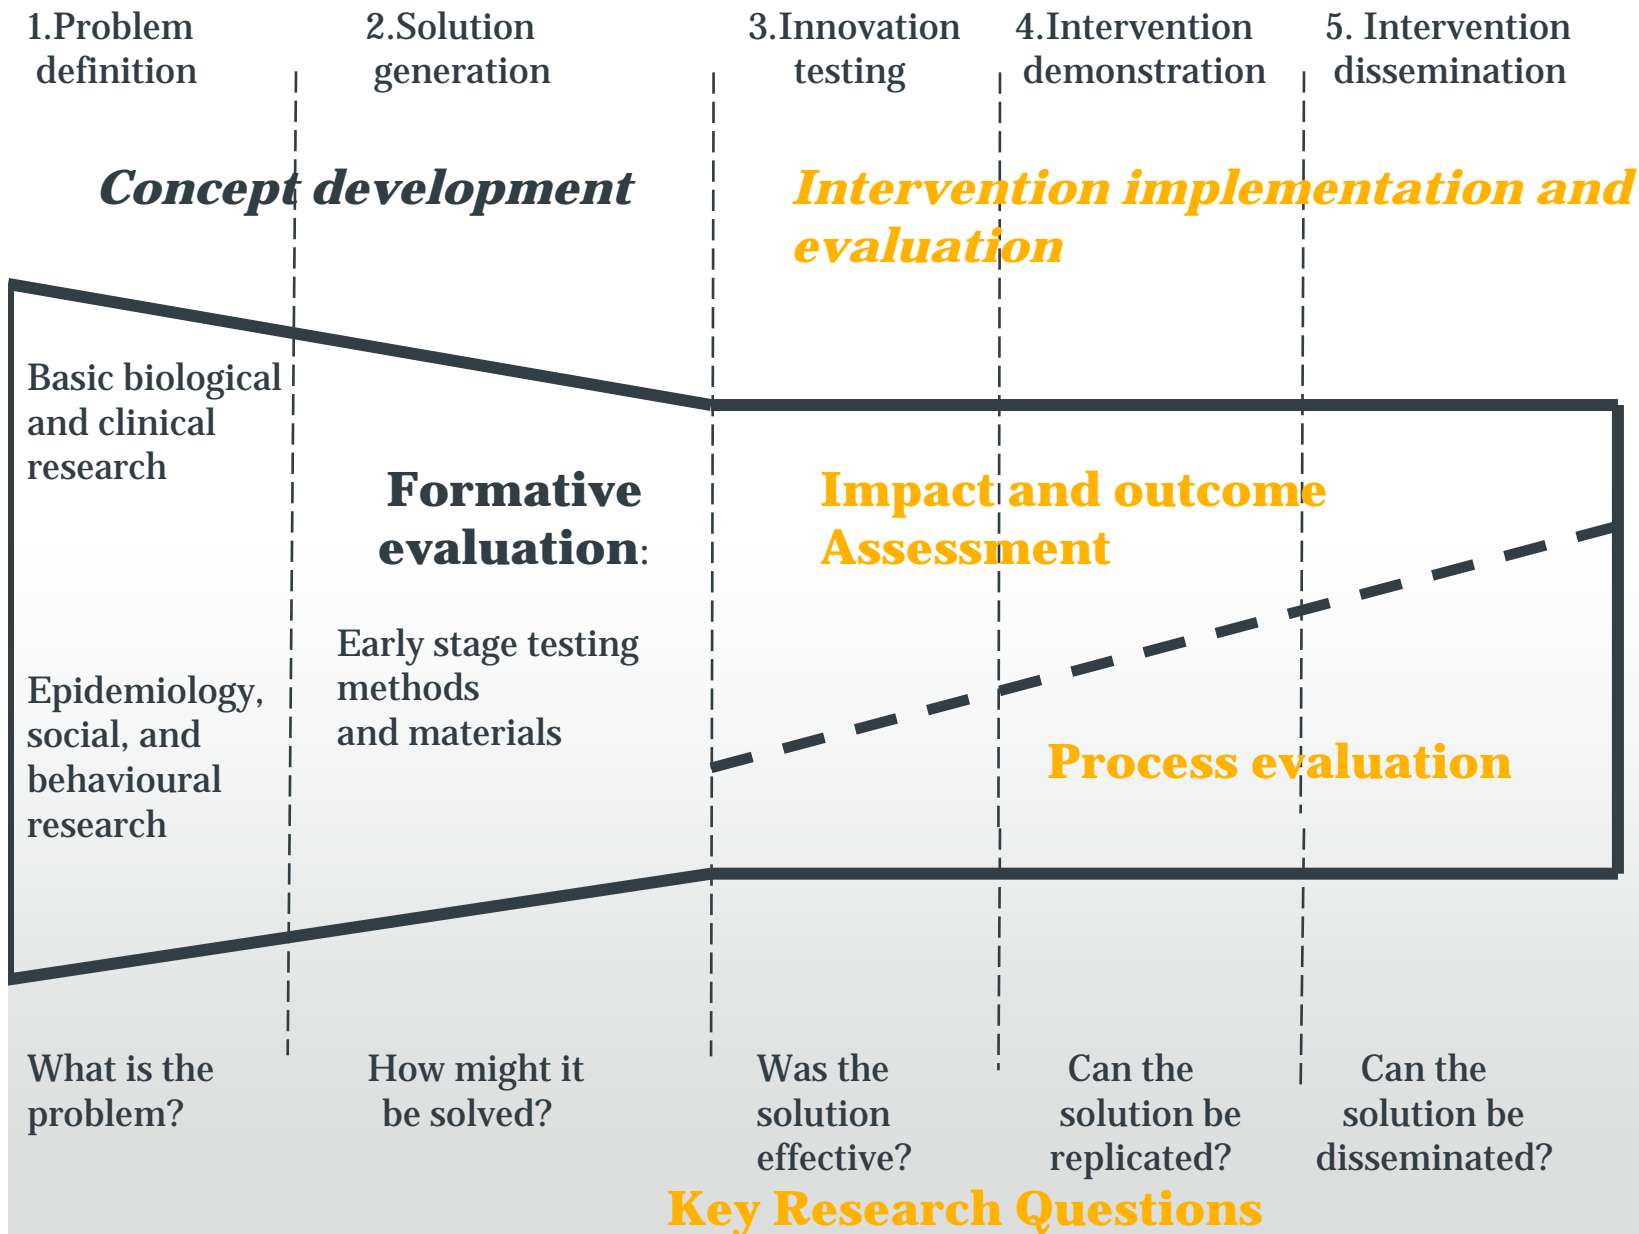 1.Problem
definition
2.Solution
generation
3.Innovation
testing
4.Intervention
demonstration
5. Intervention
dissemination
Concept development
Intervention implementation and
evaluation
Basic biological
and clinical
research
Epidemiology,
social, and
behavioural
research
Formative
evaluation:
Early stage testing
methods
and materials
Impact and outcome
Assessment
Process evaluation
What is the
problem?
How might it
be solved?
Was the
solution
effective?
Can the
solution be
replicated?
Can the
solution be
disseminated?
Key Research Questions